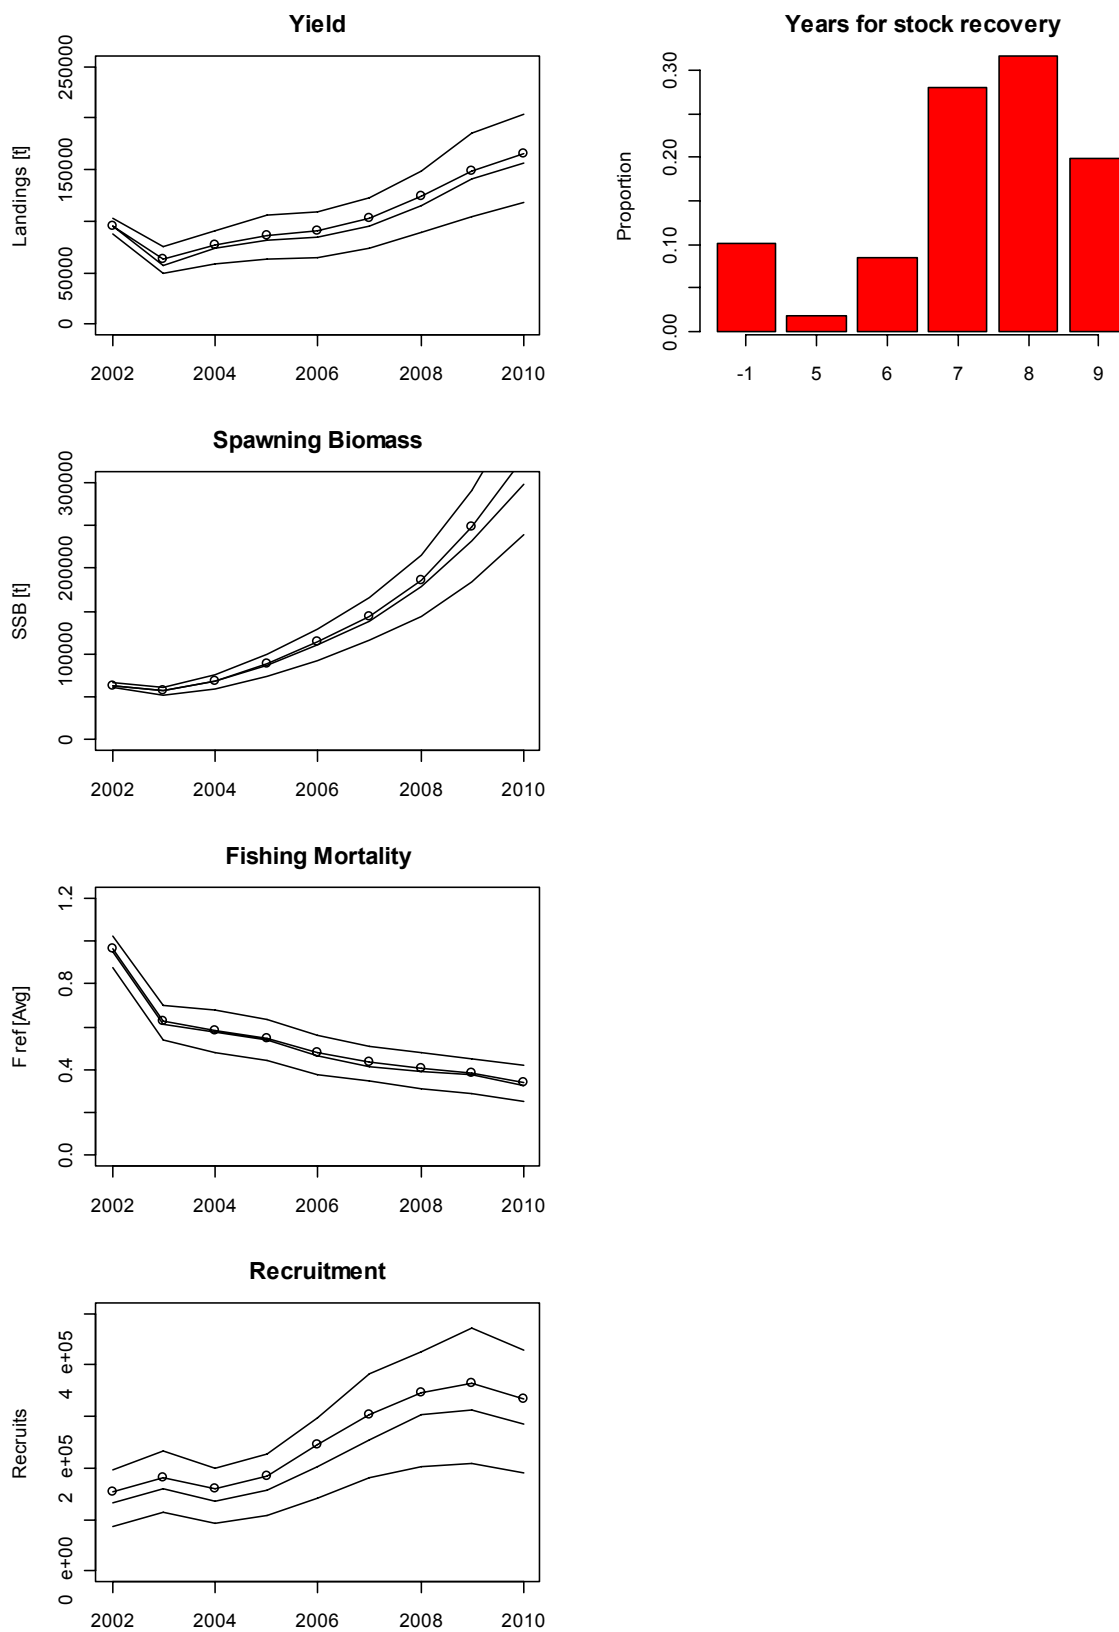 Yield
Landings [t]
250000
150000
50000
0
2002 2004 2006 2008 2010
Years for stock recovery
Proportion
0.30
0.20
0.10
0.00
-1 5 6 7 8 9
Spawning Biomass
SSB [t]
300000
200000
100000
0
2002 2004 2006 2008 2010
Fishing Mortality
F ref [Avg]
1.2
0.8
0.4
0.0
2002 2004 2006 2008 2010
Recruitment
Recruits
4 e+05
2 e+05
0 e+00
2002 2004 2006 2008 2010